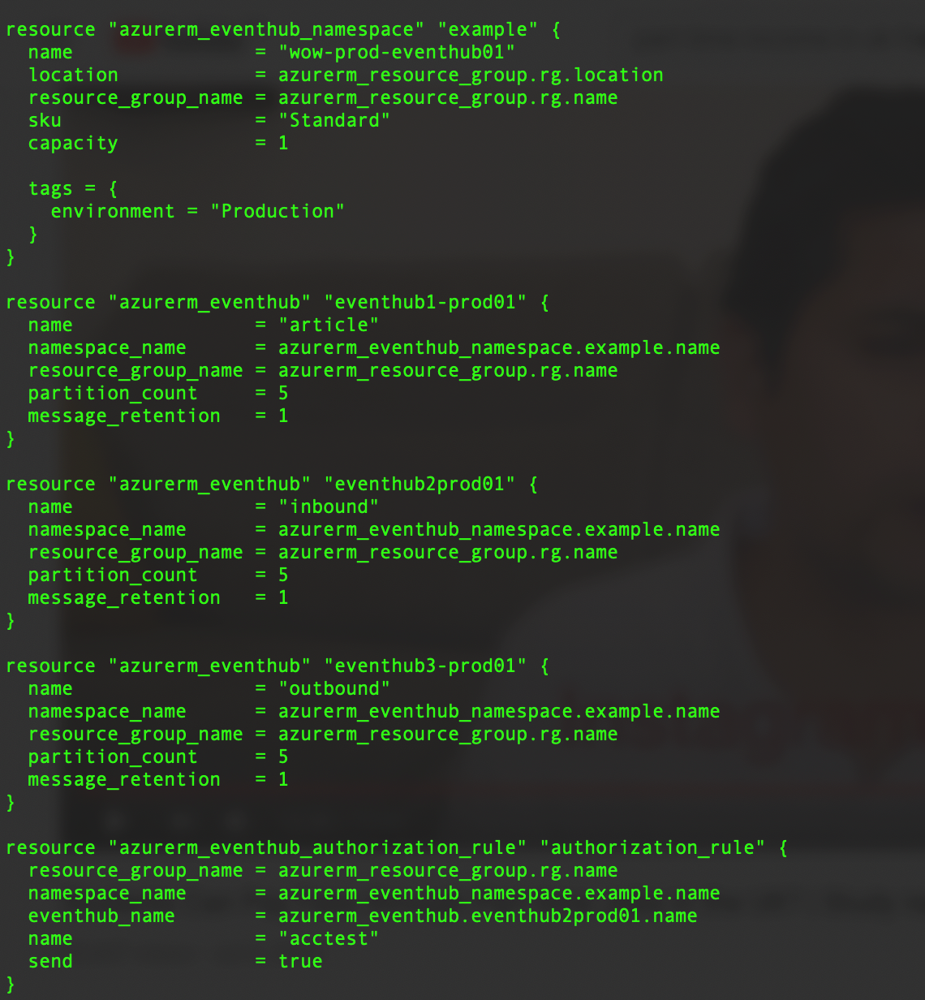 resource "azurerm_eventhub_namespace" "example" {
  name                = "wow-prod-eventhub01"
  location            = azurerm_resource_group.rg.location
  resource_group_name = azurerm_resource_group.rg.name
  sku                 = "Standard"
  capacity            = 1

  tags = {
    environment = "Production"
  }
}

resource "azurerm_eventhub" "eventhub1-prod01" {
  name                = "article"
  namespace_name      = azurerm_eventhub_namespace.example.name
  resource_group_name = azurerm_resource_group.rg.name
  partition_count     = 5
  message_retention   = 1
}

resource "azurerm_eventhub" "eventhub2prod01" {
  name                = "inbound"
  namespace_name      = azurerm_eventhub_namespace.example.name
  resource_group_name = azurerm_resource_group.rg.name
  partition_count     = 5
  message_retention   = 1
}

resource "azurerm_eventhub" "eventhub3-prod01" {
  name                = "outbound"
  namespace_name      = azurerm_eventhub_namespace.example.name
  resource_group_name = azurerm_resource_group.rg.name
  partition_count     = 5
  message_retention   = 1
}

resource "azurerm_eventhub_authorization_rule" "authorization_rule" {
  resource_group_name = azurerm_resource_group.rg.name
  namespace_name      = azurerm_eventhub_namespace.example.name
  eventhub_name       = azurerm_eventhub.eventhub2prod01.name
  name                = "acctest"
  send                = true
}